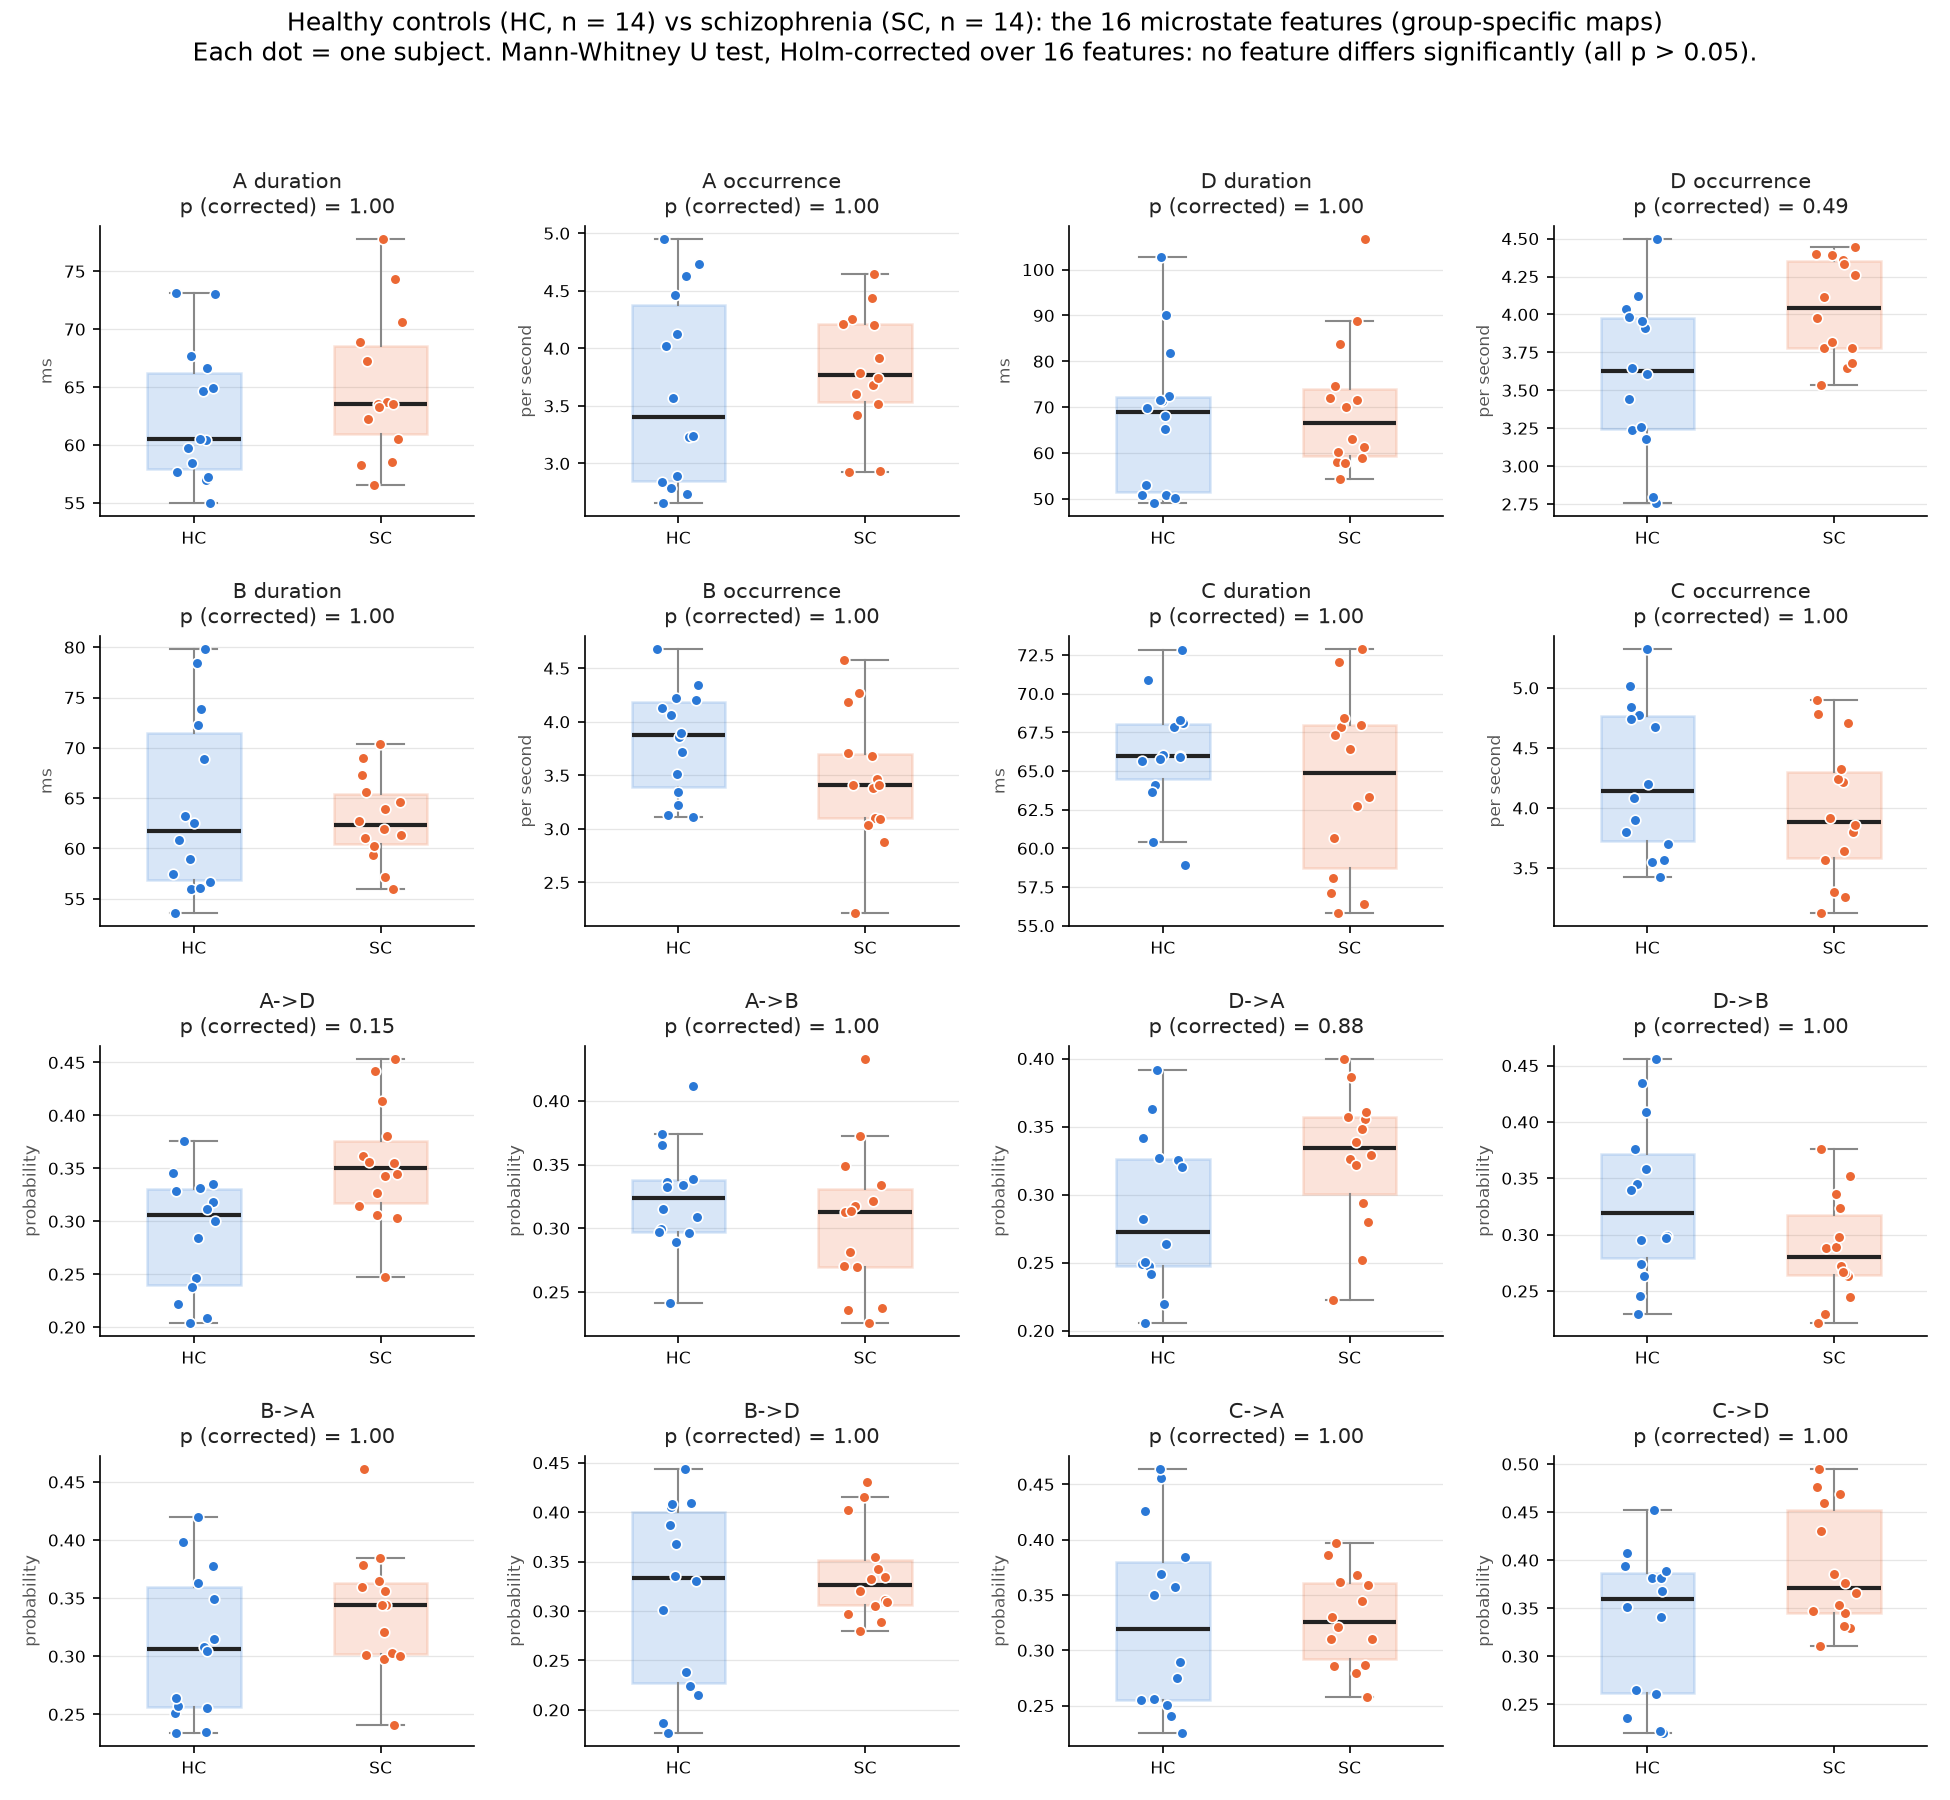 Healthy controls (HC, n = 14) vs schizophrenia (SC, n = 14): the 16 microstate features (group-specific maps)
Each dot = one subject. Mann-Whitney U test, Holm-corrected over 16 features: no feature differs significantly (all p > 0.05).
A duration
p (corrected) = 1.00
ms
75
70
65
60
55
HC
SC
A occurrence
p (corrected) = 1.00
per second
5.0
4.5
4.0
3.5
3.0
HC
SC
D duration
p (corrected) = 1.00
ms
100
90
80
70
60
50
HC
SC
D occurrence
p (corrected) = 0.49
per second
4.50
4.25
4.00
3.75
3.50
3.25
3.00
2.75
HC
SC
B duration
p (corrected) = 1.00
ms
80
75
70
65
60
55
HC
SC
B occurrence
p (corrected) = 1.00
per second
4.5
4.0
3.5
3.0
2.5
HC
SC
C duration
p (corrected) = 1.00
ms
72.5
70.0
67.5
65.0
62.5
60.0
57.5
55.0
HC
SC
C occurrence
p (corrected) = 1.00
per second
5.0
4.5
4.0
3.5
HC
SC
A->D
p (corrected) = 0.15
probability
0.45
0.40
0.35
0.30
0.25
0.20
HC
SC
A->B
p (corrected) = 1.00
probability
0.40
0.35
0.30
0.25
HC
SC
D->A
p (corrected) = 0.88
probability
0.40
0.35
0.30
0.25
0.20
HC
SC
D->B
p (corrected) = 1.00
probability
0.45
0.40
0.35
0.30
0.25
HC
SC
B->A
p (corrected) = 1.00
probability
0.45
0.40
0.35
0.30
0.25
HC
SC
B->D
p (corrected) = 1.00
probability
0.45
0.40
0.35
0.30
0.25
0.20
HC
SC
C->A
p (corrected) = 1.00
probability
0.45
0.40
0.35
0.30
0.25
HC
SC
C->D
p (corrected) = 1.00
probability
0.50
0.45
0.40
0.35
0.30
0.25
HC
SC